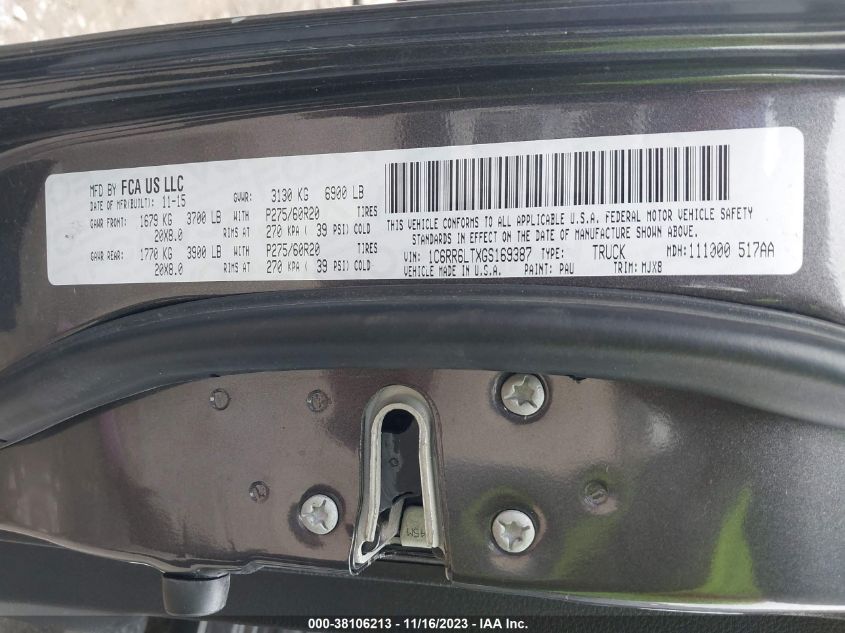 MFD BY FCA US LLC
DATE OF MFR(BUILT): 11-15 GVWR: 3130 KG 6900 LB
GAWR FRONT: 1679 KG 3700 LB WITH P275/60R20 TIRES
20X8.0 RIMS AT 270 KPA ( 39 PSI) COLD
GAWR REAR: 1770 KG 3900 LB WITH P275/60R20 TIRES
20X8.0 RIMS AT 270 KPA ( 39 PSI) COLD
THIS VEHICLE CONFORMS TO ALL APPLICABLE U.S.A. FEDERAL MOTOR VEHICLE SAFETY
STANDARDS IN EFFECT ON THE DATE OF MANUFACTURE SHOWN ABOVE.
VIN: 1C6RR6LTXGS169387 TYPE: TRUCK MDH: 111000 517AA
VEHICLE MADE IN U.S.A. PAINT: PAU TRIM: MJX8
000-38106213 - 11/16/2023 - © IAA Inc.